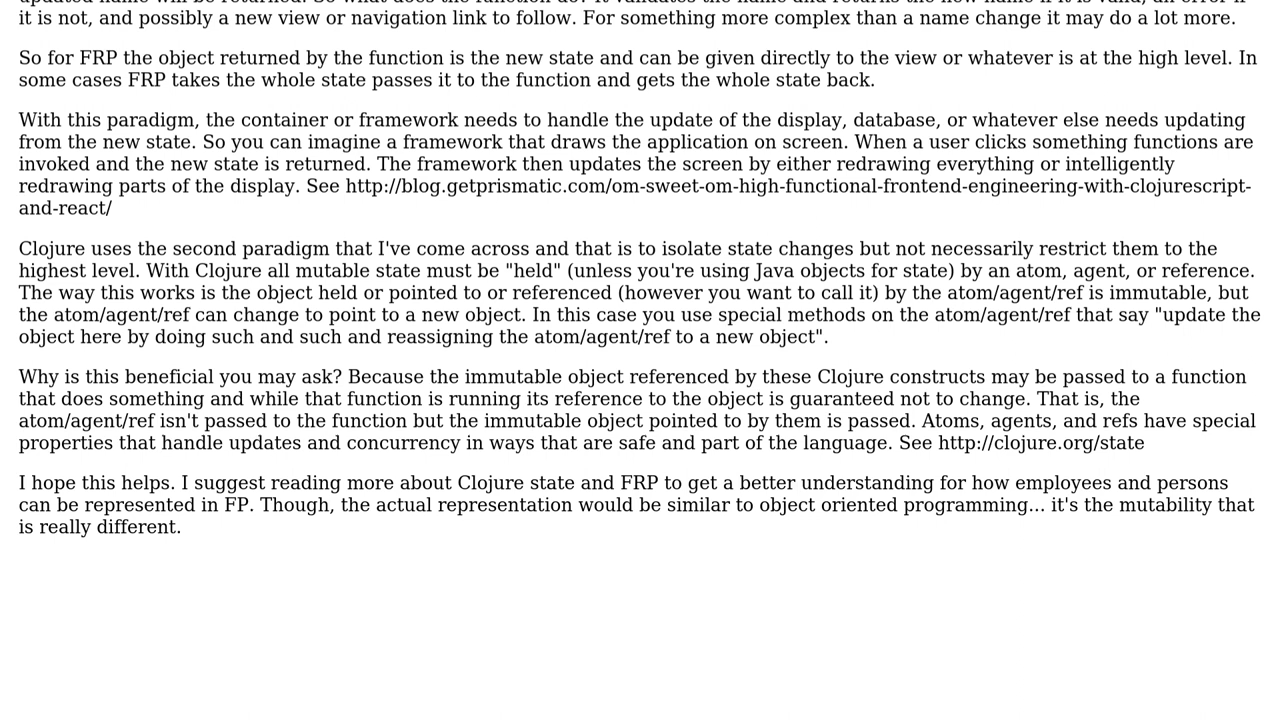 it is not, and possibly a new view or navigation link to follow. For something more complex than a name change it may do a lot more.
So for FRP the object returned by the function is the new state and can be given directly to the view or whatever is at the high level. In
some cases FRP takes the whole state passes it to the function and gets the whole state back.
With this paradigm, the container or framework needs to handle the update of the display, database, or whatever else needs updating
from the new state. So you can imagine a framework that draws the application on screen. When a user clicks something functions are
invoked and the new state is returned. The framework then updates the screen by either redrawing everything or intelligently
redrawing parts of the display. See http://blog.getprismatic.com/om-sweet-om-high-functional-frontend-engineering-with-clojurescript-
and-react/
Clojure uses the second paradigm that I've come across and that is to isolate state changes but not necessarily restrict them to the
highest level. With Clojure all mutable state must be "held" (unless you're using Java objects for state) by an atom, agent, or reference.
The way this works is the object held or pointed to or referenced (however you want to call it) by the atom/agent/ref is immutable, but
the atom/agent/ref can change to point to a new object. In this case you use special methods on the atom/agent/ref that say "update the
object here by doing such and such and reassigning the atom/agent/ref to a new object".
Why is this beneficial you may ask? Because the immutable object referenced by these Clojure constructs may be passed to a function
that does something and while that function is running its reference to the object is guaranteed not to change. That is, the
atom/agent/ref isn't passed to the function but the immutable object pointed to by them is passed. Atoms, agents, and refs have special
properties that handle updates and concurrency in ways that are safe and part of the language. See http://clojure.org/state
I hope this helps. I suggest reading more about Clojure state and FRP to get a better understanding for how employees and persons
can be represented in FP. Though, the actual representation would be similar to object oriented programming... it's the mutability that
is really different.